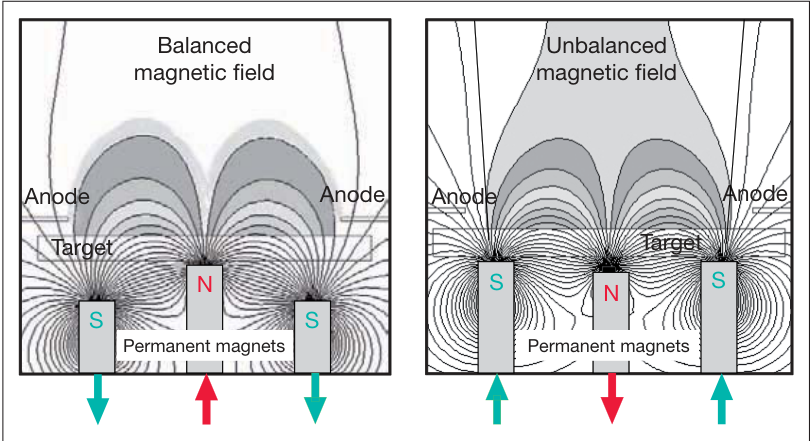 Balanced
magnetic field
Anode
Anode
Target
N
S
S
Permanent magnets
Unbalanced
magnetic field
Anode
Anode
Target
S
N
S
Permanent magnets